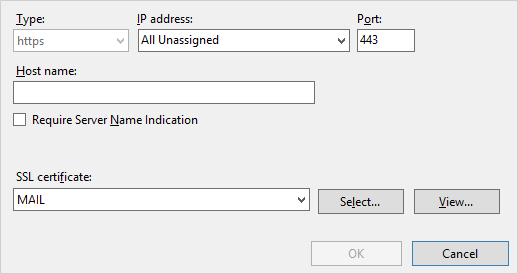 Type: IP address: Port:
https All Unassigned 443
Host name:
Require Server Name Indication
SSL certificate:
MAIL Select... View...
OK Cancel